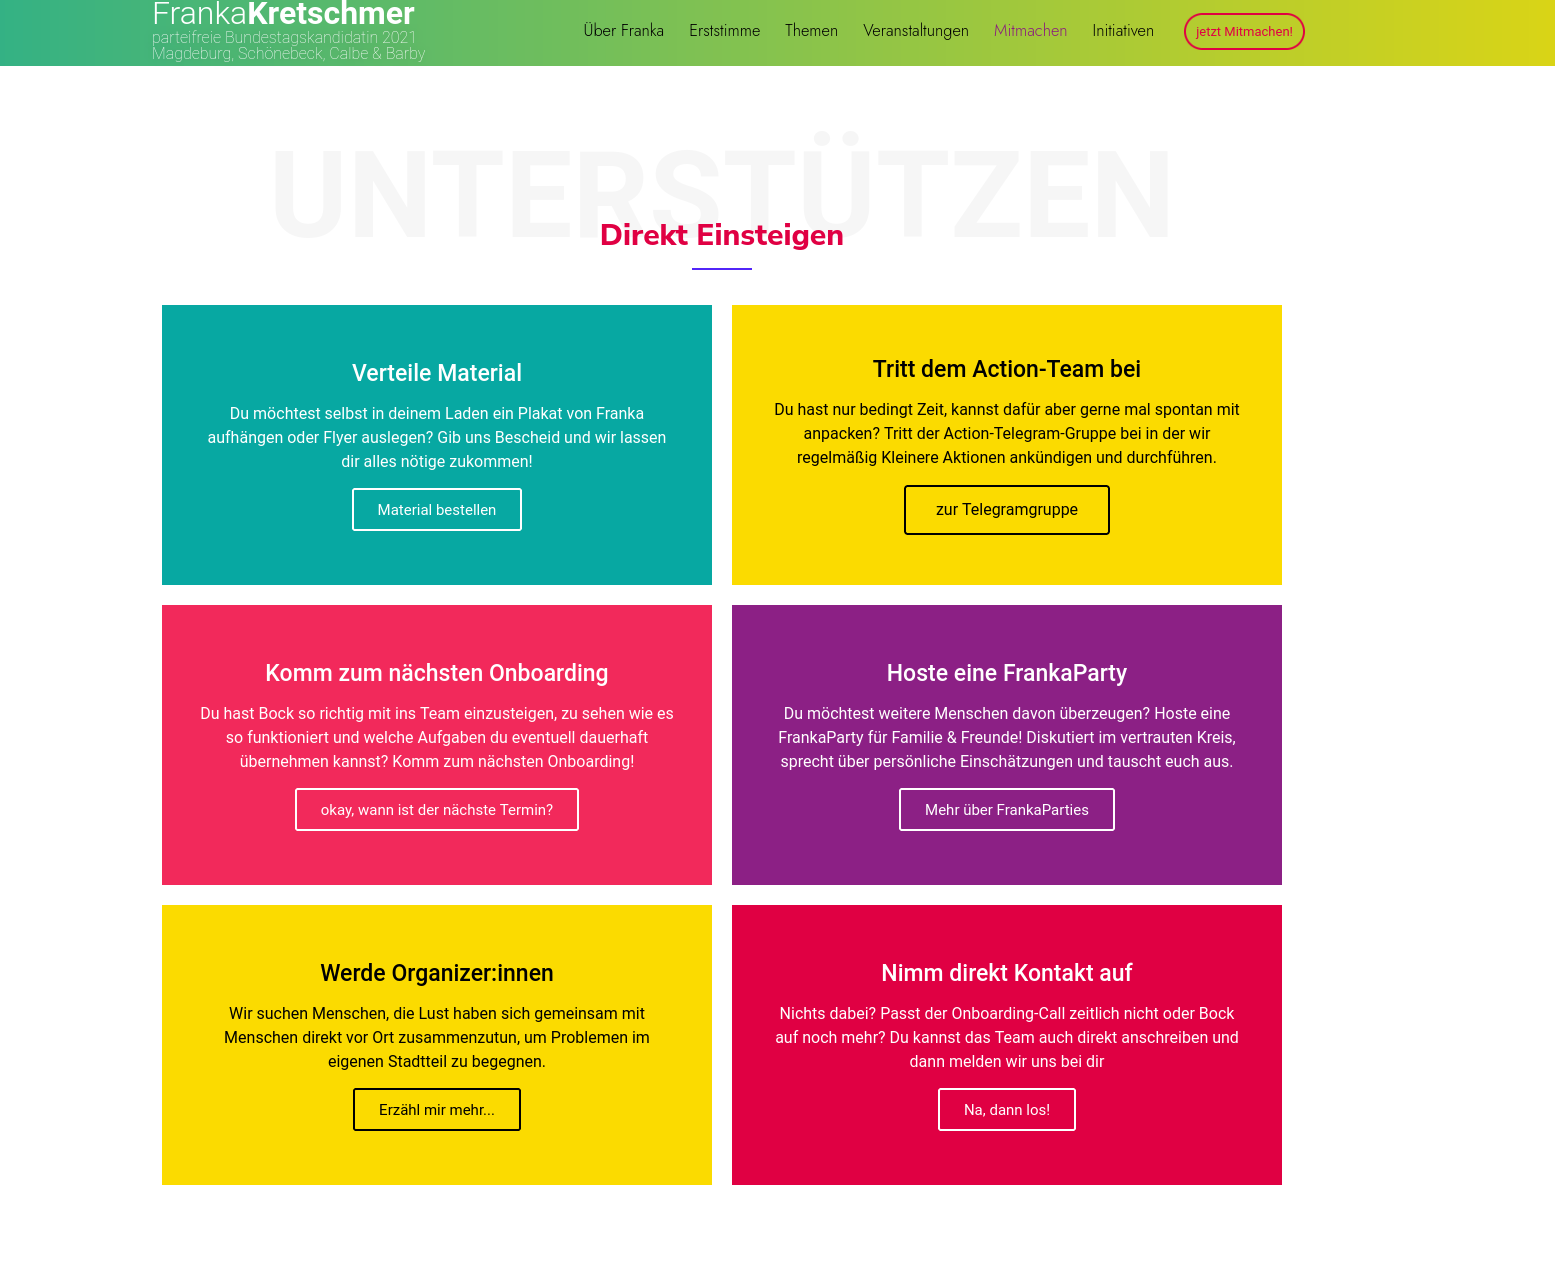 FrankaKretschmer
parteifreie Bundestagskandidatin 2021
Magdeburg, Schönebeck, Calbe & Barby
Über Franka Erststimme Themen Veranstaltungen Mitmachen Initiativen jetzt Mitmachen!
UNTERSTÜTZEN
Direkt Einsteigen
Verteile Material
Du möchtest selbst in deinem Laden ein Plakat von Franka
aufhängen oder Flyer auslegen? Gib uns Bescheid und wir lassen
dir alles nötige zukommen!
Material bestellen
Tritt dem Action-Team bei
Du hast nur bedingt Zeit, kannst dafür aber gerne mal spontan mit
anpacken? Tritt der Action-Telegram-Gruppe bei in der wir
regelmäßig Kleinere Aktionen ankündigen und durchführen.
zur Telegramgruppe
Komm zum nächsten Onboarding
Du hast Bock so richtig mit ins Team einzusteigen, zu sehen wie es
so funktioniert und welche Aufgaben du eventuell dauerhaft
übernehmen kannst? Komm zum nächsten Onboarding!
okay, wann ist der nächste Termin?
Hoste eine FrankaParty
Du möchtest weitere Menschen davon überzeugen? Hoste eine
FrankaParty für Familie & Freunde! Diskutiert im vertrauten Kreis,
sprecht über persönliche Einschätzungen und tauscht euch aus.
Mehr über FrankaParties
Werde Organizer:innen
Wir suchen Menschen, die Lust haben sich gemeinsam mit
Menschen direkt vor Ort zusammenzutun, um Problemen im
eigenen Stadtteil zu begegnen.
Erzähl mir mehr...
Nimm direkt Kontakt auf
Nichts dabei? Passt der Onboarding-Call zeitlich nicht oder Bock
auf noch mehr? Du kannst das Team auch direkt anschreiben und
dann melden wir uns bei dir
Na, dann los!